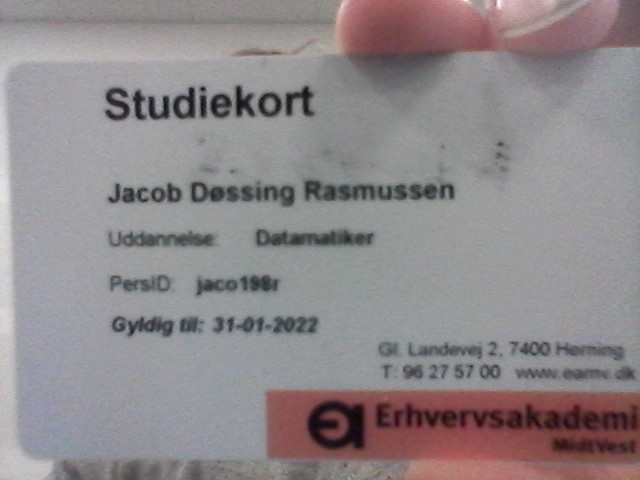 Studiekort
Jacob Døssing Rasmussen
Uddannelse: Datamatiker
PersID: jaco198r
Gyldig til: 31-01-2022
Gl. Landevej 2, 7400 Herning
T: 96 27 57 00 www.eamv.dk
ea Erhvervsakademi
MidtVest